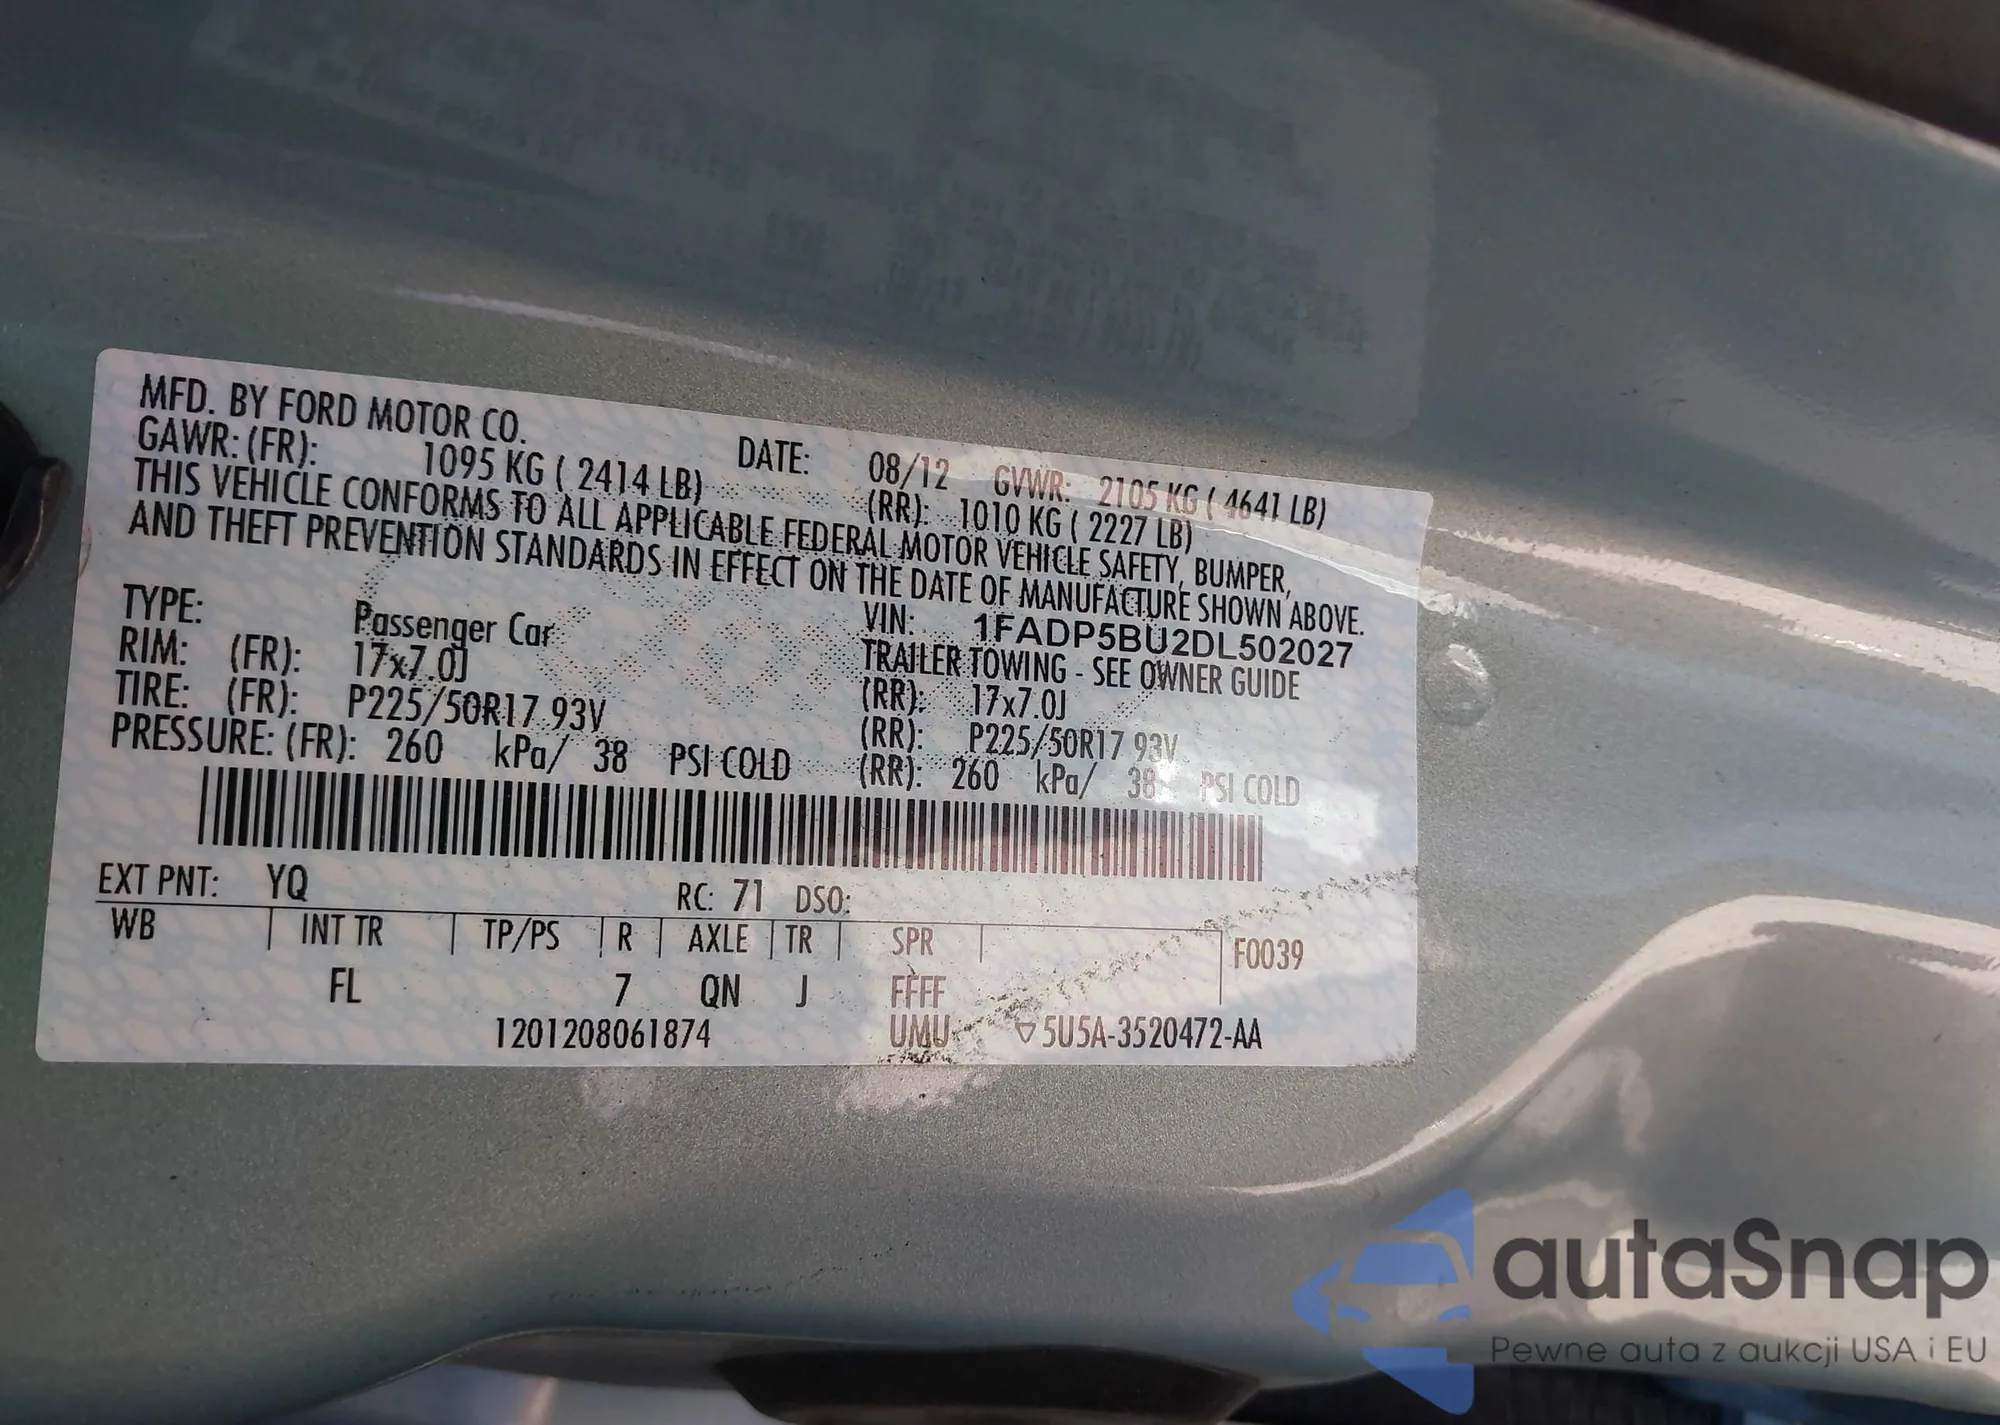 MFD. BY FORD MOTOR CO. DATE: 08/12 GVWR: 2105 KG ( 4641 LB)
GAWR: (FR): 1095 KG ( 2414 LB) (RR): 1010 KG ( 2227 LB)
THIS VEHICLE CONFORMS TO ALL APPLICABLE FEDERAL MOTOR VEHICLE SAFETY, BUMPER,
AND THEFT PREVENTION STANDARDS IN EFFECT ON THE DATE OF MANUFACTURE SHOWN ABOVE.
VIN: 1FADP5BU2DL502027
TYPE: Passenger Car TRAILER TOWING - SEE OWNER GUIDE
RIM: (FR): 17x7.0J (RR): 17x7.0J
TIRE: (FR): P225/50R17 93V (RR): P225/50R17 93V
PRESSURE: (FR): 260 kPa/ 38 PSI COLD (RR): 260 kPa/ 38 PSI COLD
EXT PNT: YQ RC: 71 DSO:
WB INT TR TP/PS R AXLE TR SPR F0039
FL 7 QN J FFFF
1201208061874 UMU ▽5U5A-3520472-AA
autaSnap
Pewne auta z aukcji USA i EU